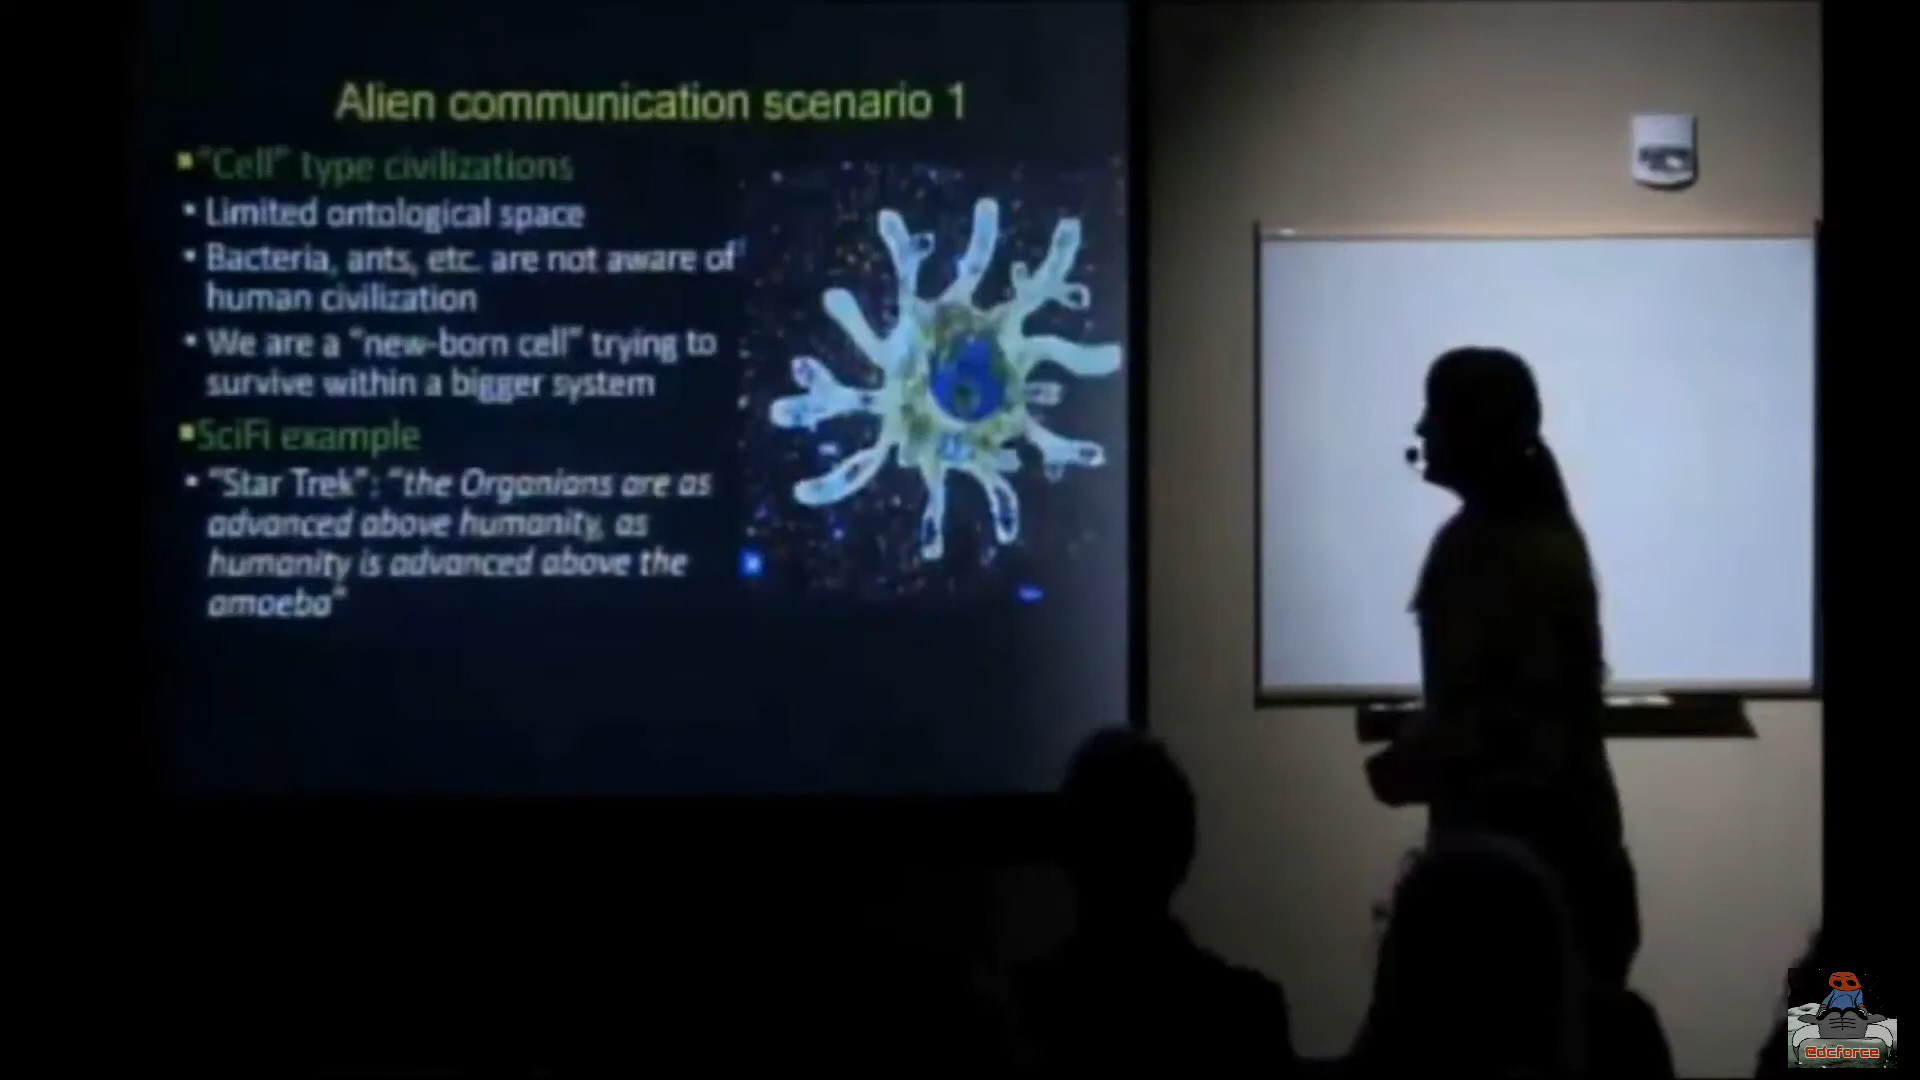 Alien communication scenario 1
"Cell" type civilizations
• Limited ontological space
• Bacteria, ants, etc. are not aware of
human civilization
• We are a "new-born cell" trying to
survive within a bigger system
SciFi example
• "Star Trek": "the Organians are as
advanced above humanity, as
humanity is advanced above the
amoeba"
edcforce